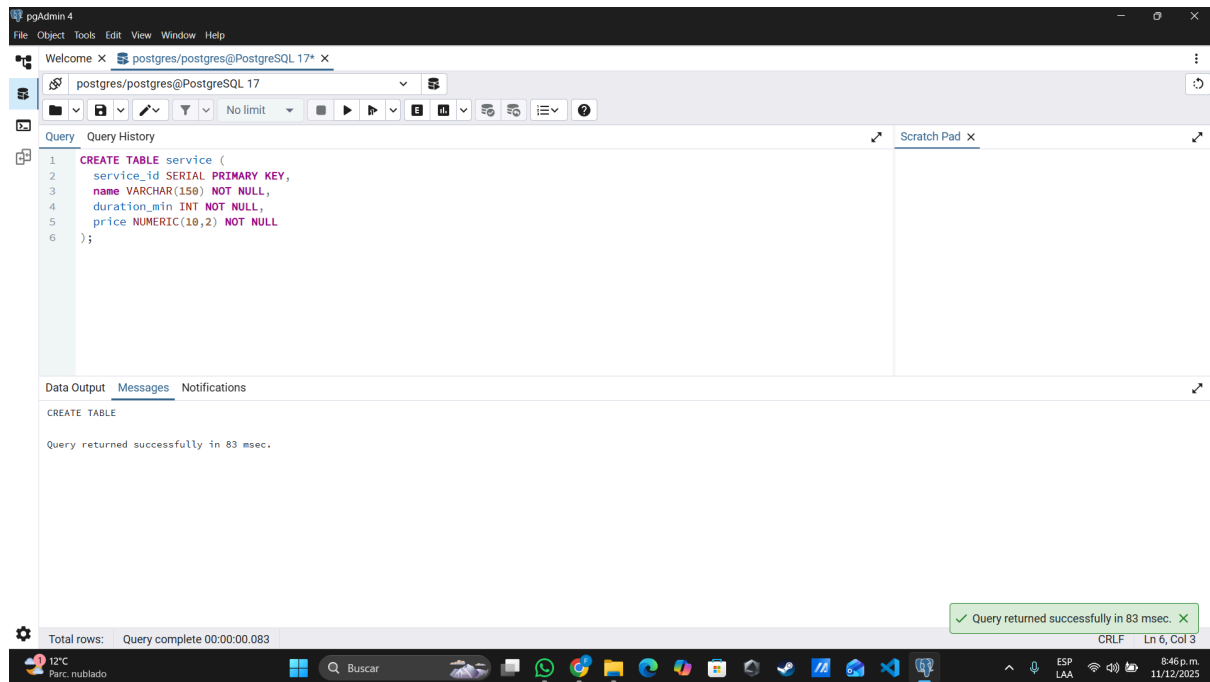 pgAdmin 4
File Object Tools Edit View Window Help
Welcome postgres/postgres@PostgreSQL 17*
postgres/postgres@PostgreSQL 17
No limit
E
Query Query History
Scratch Pad
1 CREATE TABLE service (
2 service_id SERIAL PRIMARY KEY,
3 name VARCHAR(150) NOT NULL,
4 duration_min INT NOT NULL,
5 price NUMERIC(10,2) NOT NULL
6 );
Data Output Messages Notifications
CREATE TABLE
Query returned successfully in 83 msec.
Query returned successfully in 83 msec.
Total rows: Query complete 00:00:00.083
CRLF Ln 6, Col 3
1 12°C
Parc. nublado
Buscar
ESP
LAA
8:46 p. m.
11/12/2025